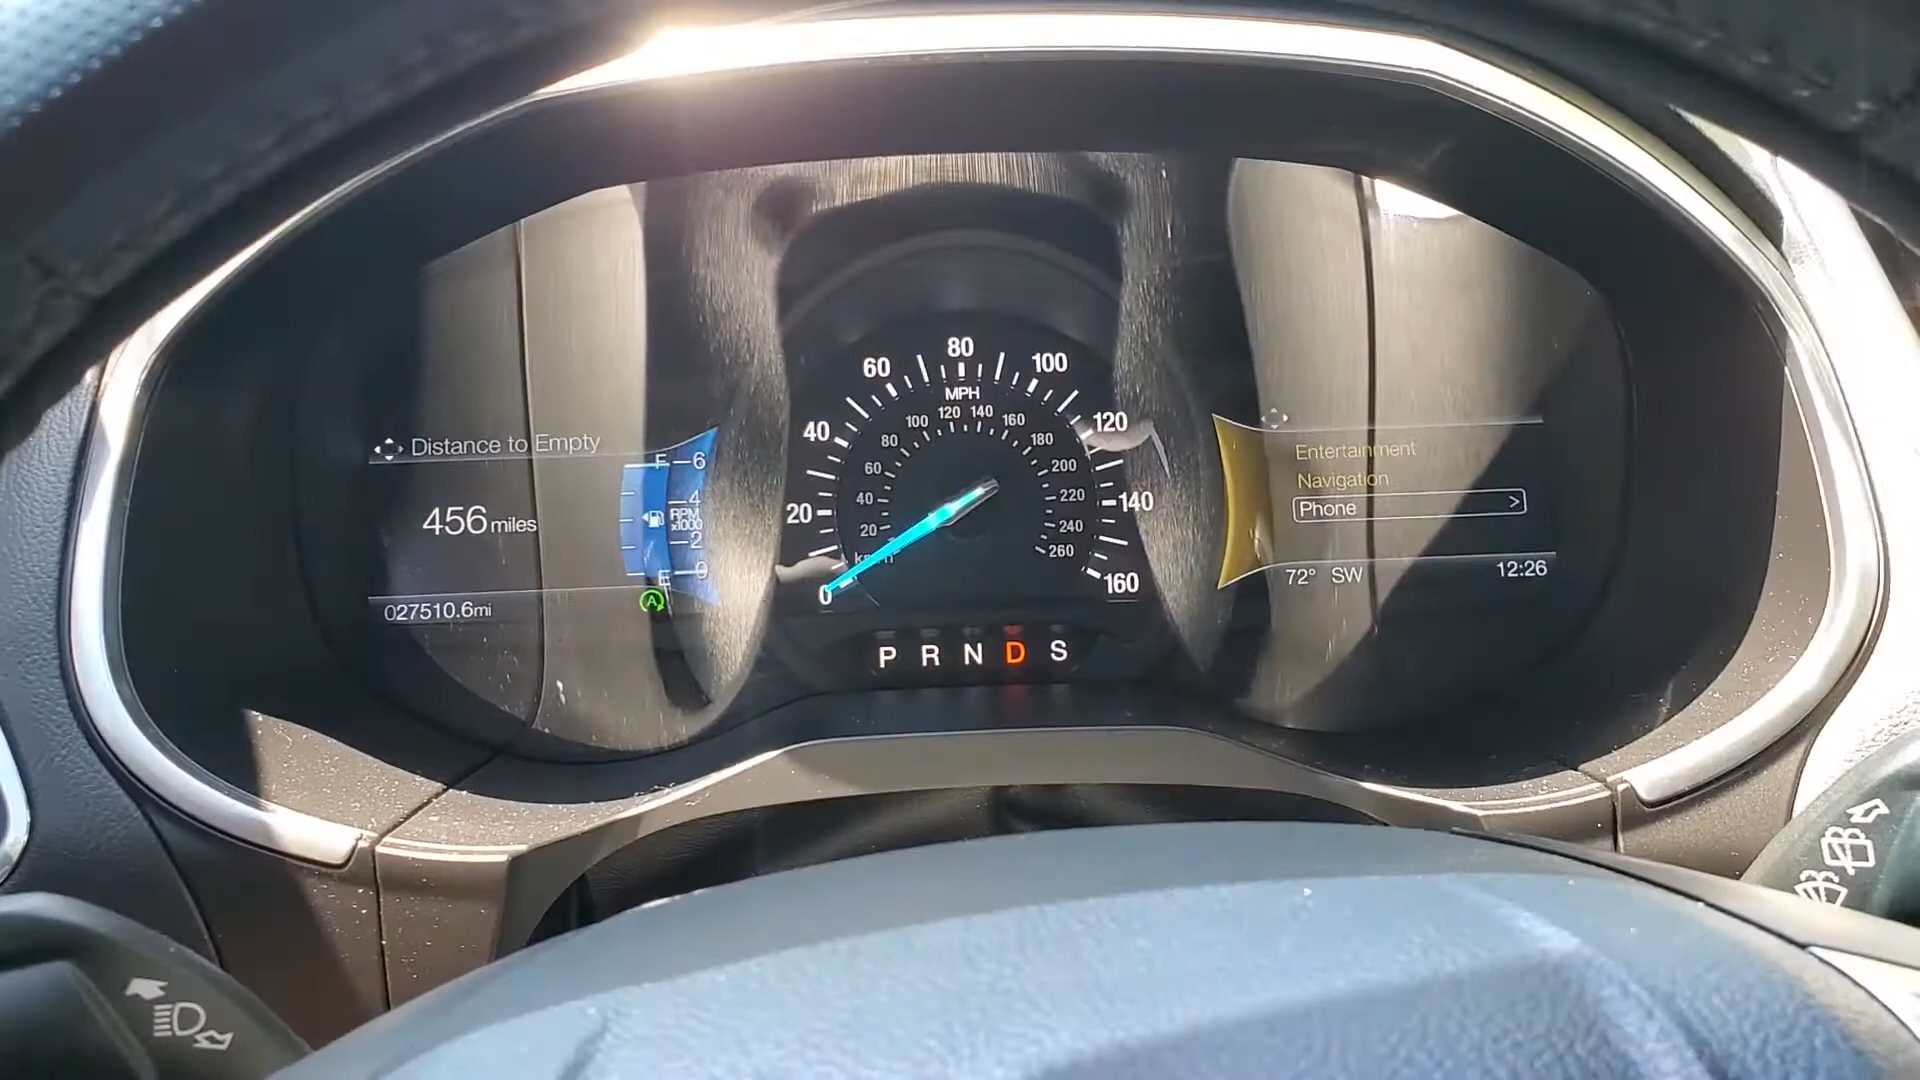 Distance to Empty
456 miles
027510.6mi
F
E
6
4
RPM
x1000
2
0
A
0
20
40
60
80
100
120
140
160
MPH
20
40
60
80
100
120
140
160
180
200
220
240
260
P R N D S
Entertainment
Navigation
Phone >
72° SW
12:26